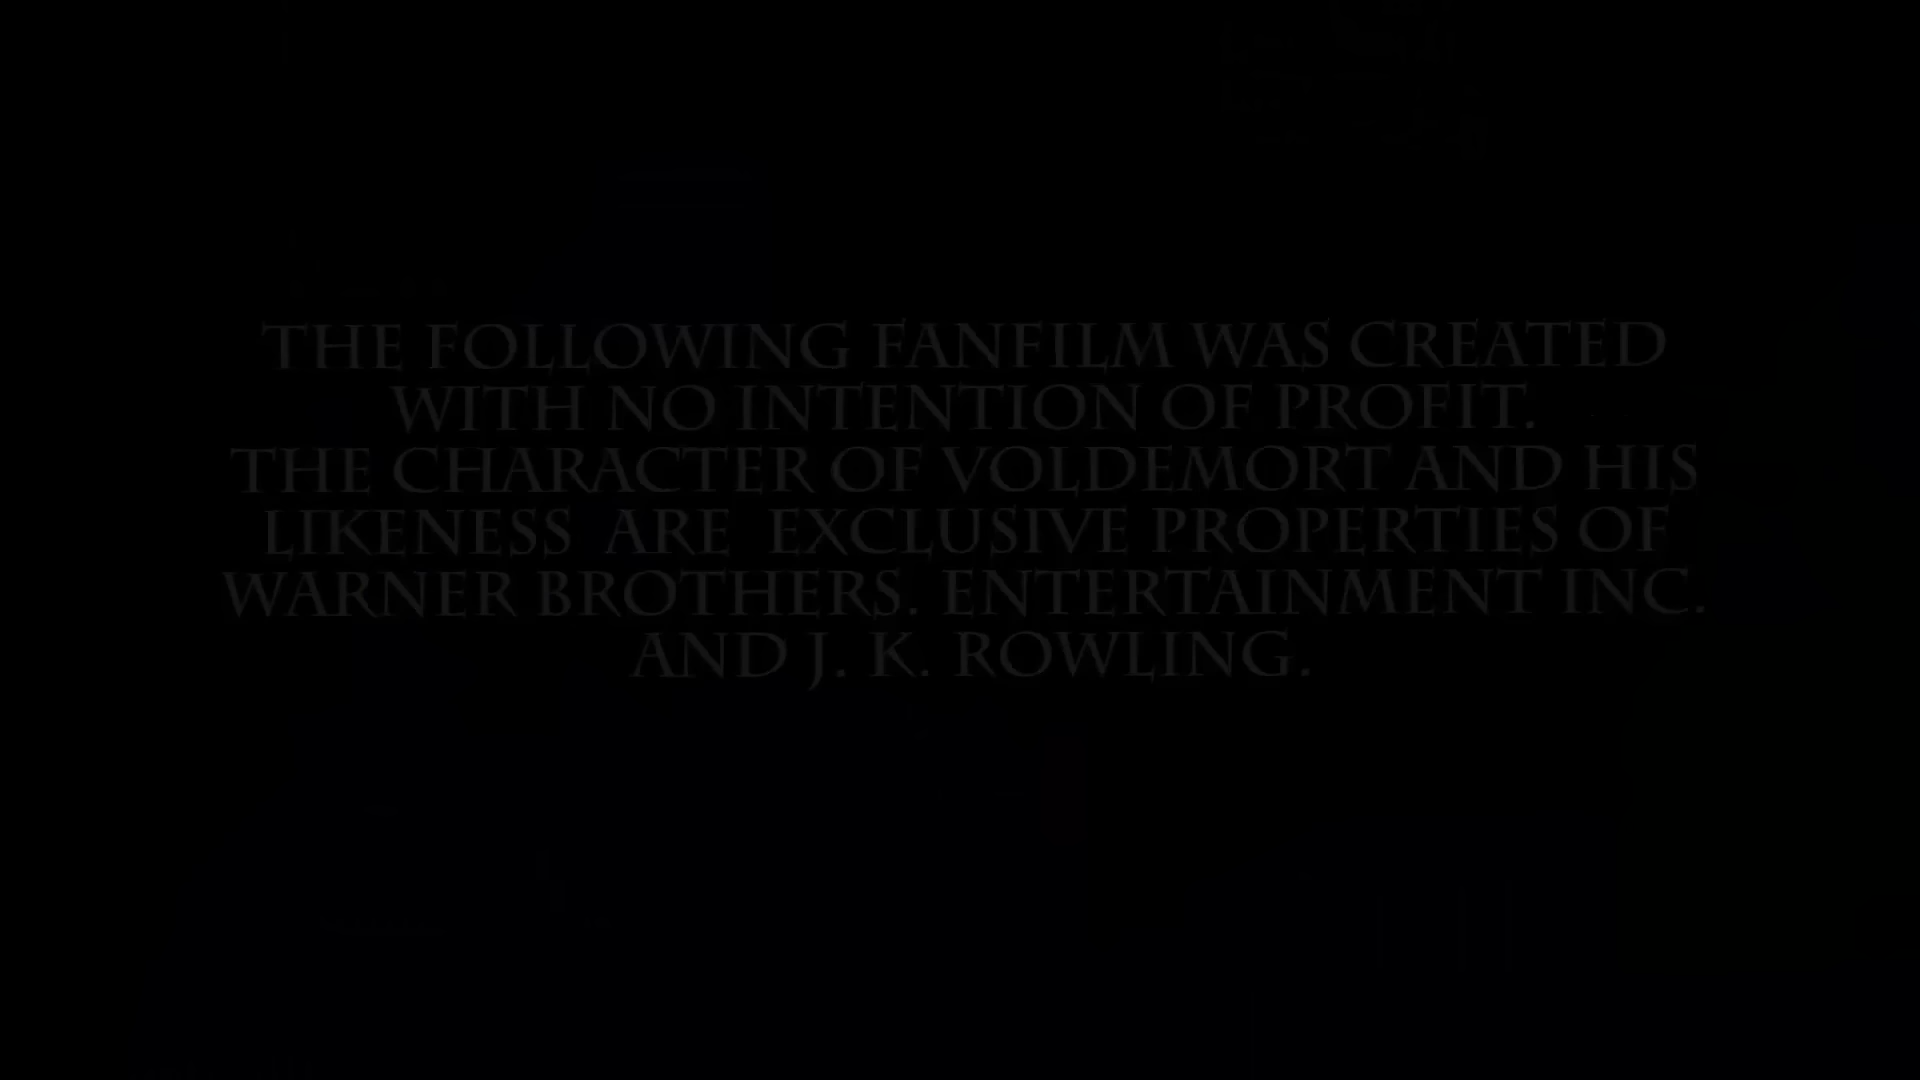 THE FOLLOWING FANFILM WAS CREATED
WITH NO INTENTION OF PROFIT.
THE CHARACTER OF VOLDEMORT AND HIS
LIKENESS ARE EXCLUSIVE PROPERTIES OF
WARNER BROTHERS. ENTERTAINMENT INC.
AND J. K. ROWLING.